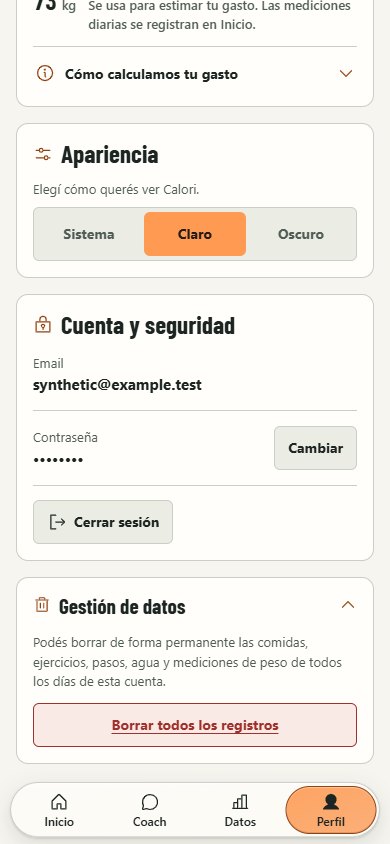 73 kg Se usa para estimar tu gasto. Las mediciones
diarias se registran en Inicio.
Cómo calculamos tu gasto
Apariencia
Elegí cómo querés ver Calori.
Sistema Claro Oscuro
Cuenta y seguridad
Email
synthetic@example.test
Contraseña
••••••••
Cambiar
Cerrar sesión
Gestión de datos
Podés borrar de forma permanente las comidas,
ejercicios, pasos, agua y mediciones de peso de todos
los días de esta cuenta.
Borrar todos los registros
Inicio Coach Datos Perfil